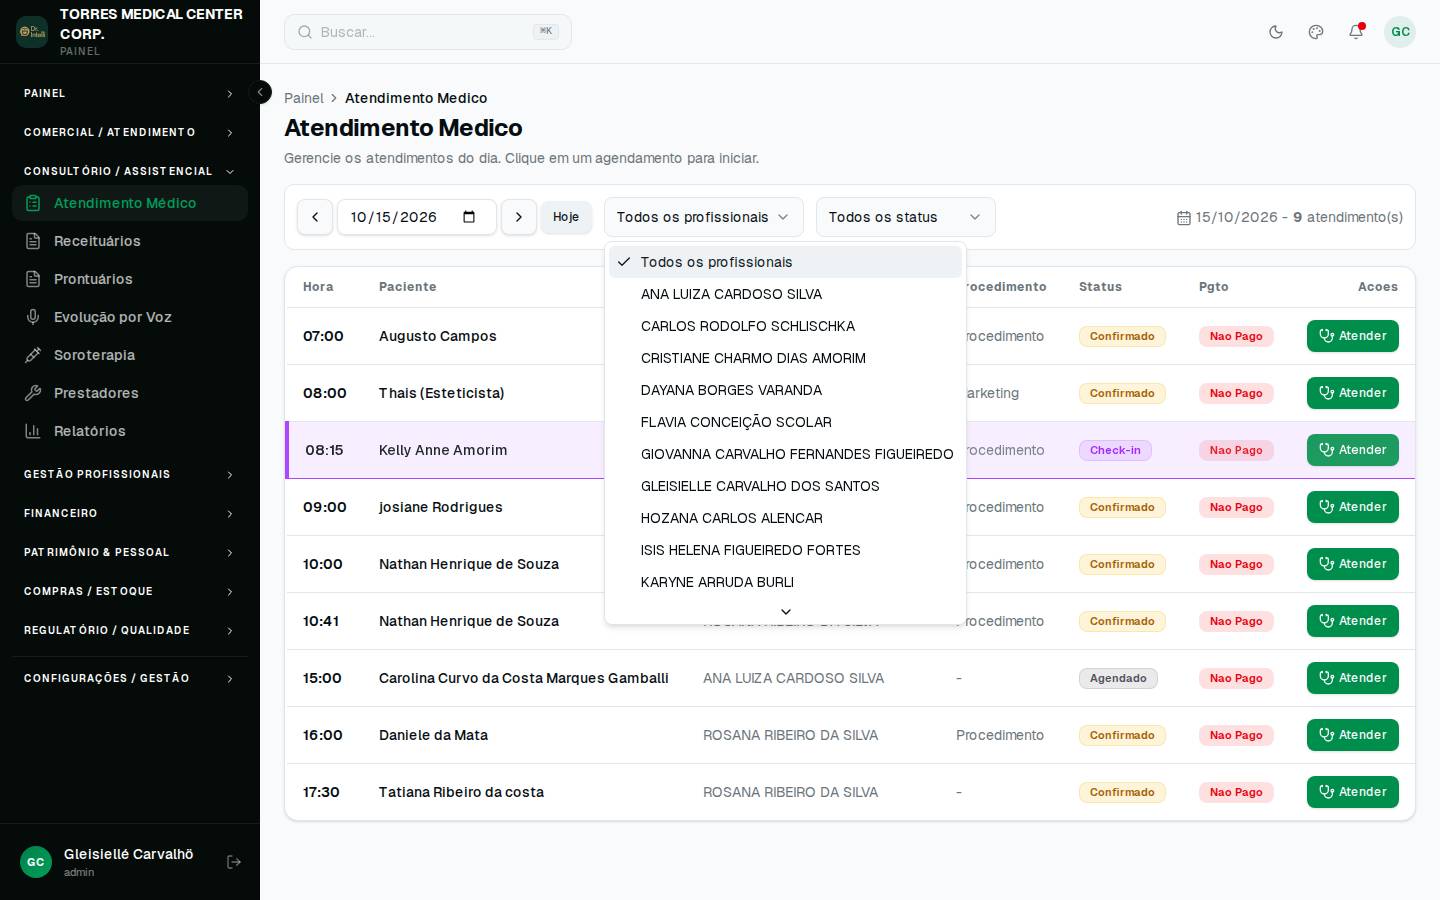 TORRES MEDICAL CENTER
CORP.
PAINEL
Buscar...
⌘K
GC
PAINEL
COMERCIAL / ATENDIMENTO
CONSULTÓRIO / ASSISTENCIAL
Atendimento Médico
Receituários
Prontuários
Evolução por Voz
Soroterapia
Prestadores
Relatórios
GESTÃO PROFISSIONAIS
FINANCEIRO
PATRIMÔNIO & PESSOAL
COMPRAS / ESTOQUE
REGULATÓRIO / QUALIDADE
CONFIGURAÇÕES / GESTÃO
GC
Gleisiellé Carvalhö
admin
Painel > Atendimento Medico
Atendimento Medico
Gerencie os atendimentos do dia. Clique em um agendamento para iniciar.
10/15/2026
Hoje
Todos os profissionais
Todos os status
15/10/2026 - 9 atendimento(s)
Todos os profissionais
ANA LUIZA CARDOSO SILVA
CARLOS RODOLFO SCHLISCHKA
CRISTIANE CHARMO DIAS AMORIM
DAYANA BORGES VARANDA
FLAVIA CONCEIÇÃO SCOLAR
GIOVANNA CARVALHO FERNANDES FIGUEIREDO
GLEISIELLE CARVALHO DOS SANTOS
HOZANA CARLOS ALENCAR
ISIS HELENA FIGUEIREDO FORTES
KARYNE ARRUDA BURLI
Hora Paciente rocedimento Status Pgto Acoes
07:00 Augusto Campos rocedimento Confirmado Nao Pago Atender
08:00 Thais (Esteticista) arketing Confirmado Nao Pago Atender
08:15 Kelly Anne Amorim rocedimento Check-in Nao Pago Atender
09:00 josiane Rodrigues rocedimento Confirmado Nao Pago Atender
10:00 Nathan Henrique de Souza rocedimento Confirmado Nao Pago Atender
10:41 Nathan Henrique de Souza rocedimento Confirmado Nao Pago Atender
15:00 Carolina Curvo da Costa Marques Gamballi ANA LUIZA CARDOSO SILVA - Agendado Nao Pago Atender
16:00 Daniele da Mata ROSANA RIBEIRO DA SILVA Procedimento Confirmado Nao Pago Atender
17:30 Tatiana Ribeiro da costa ROSANA RIBEIRO DA SILVA - Confirmado Nao Pago Atender